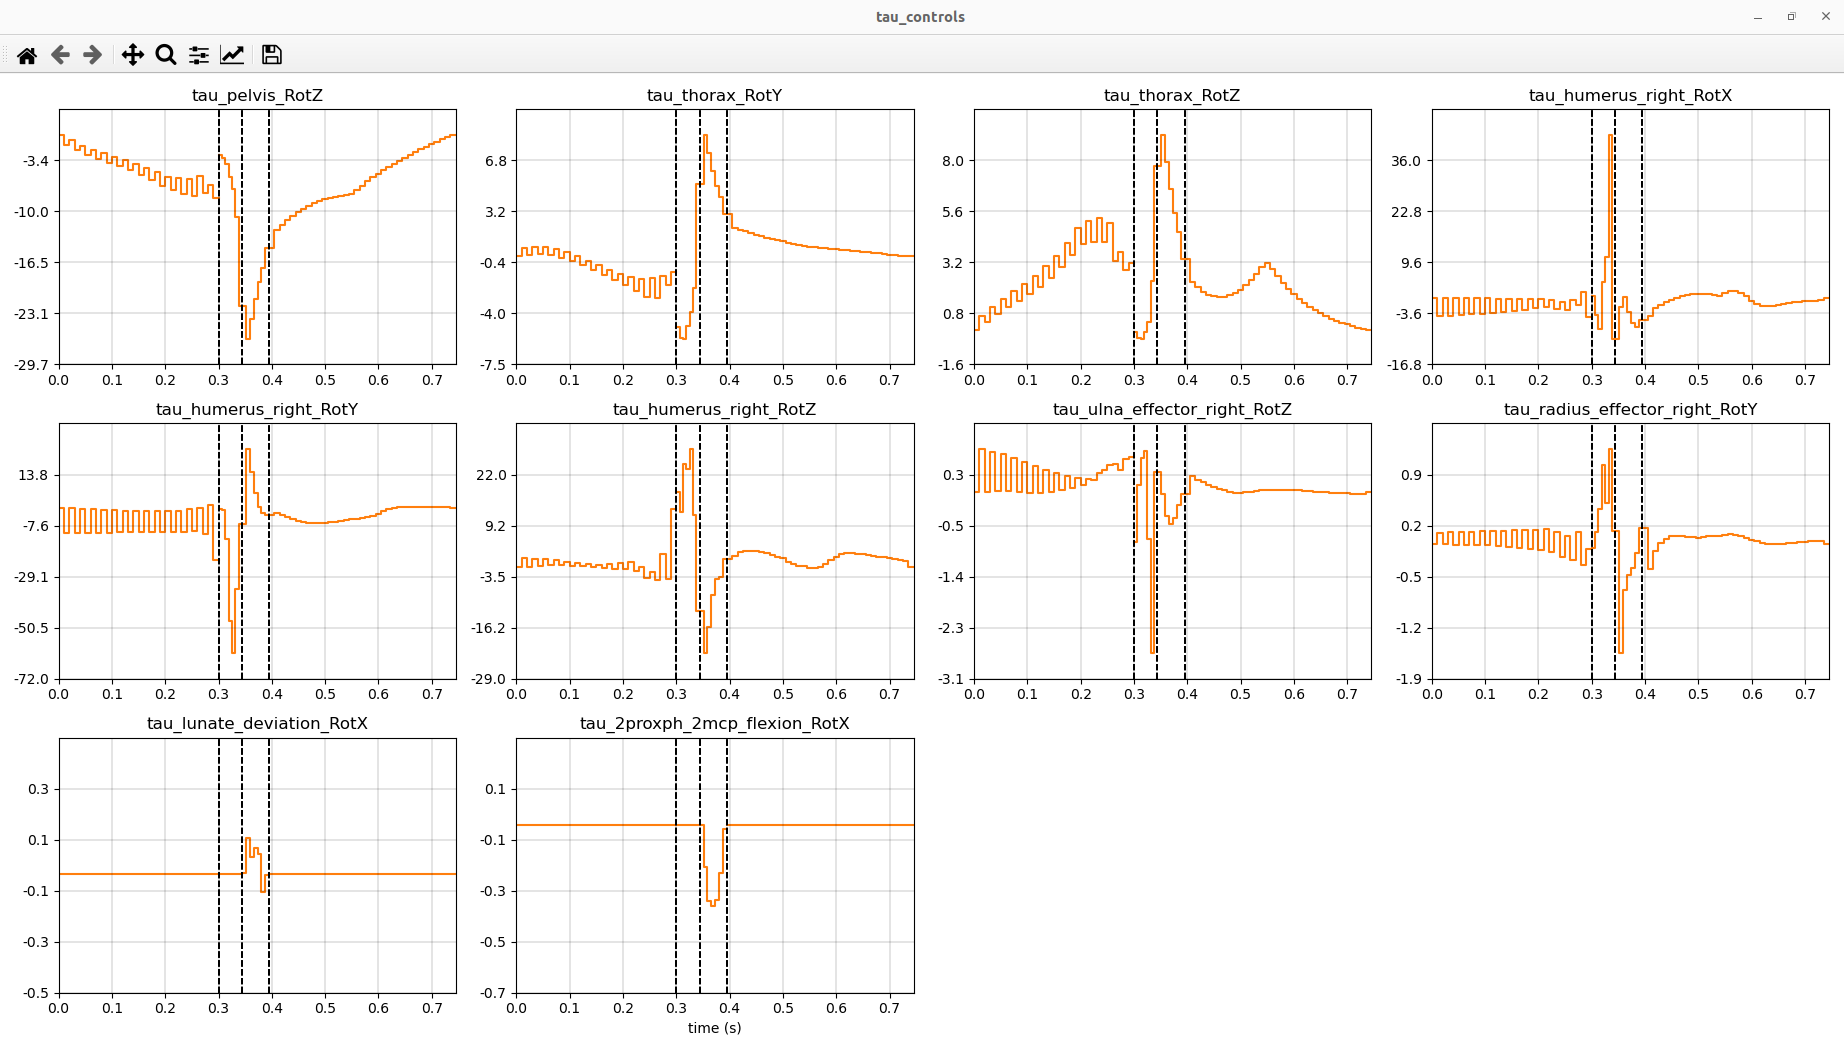 tau_controls
tau_pelvis_RotZ
-3.4
-10.0
-16.5
-23.1
-29.7
0.0 0.1 0.2 0.3 0.4 0.5 0.6 0.7
tau_thorax_RotY
6.8
3.2
-0.4
-4.0
-7.5
0.0 0.1 0.2 0.3 0.4 0.5 0.6 0.7
tau_thorax_RotZ
8.0
5.6
3.2
0.8
-1.6
0.0 0.1 0.2 0.3 0.4 0.5 0.6 0.7
tau_humerus_right_RotX
36.0
22.8
9.6
-3.6
-16.8
0.0 0.1 0.2 0.3 0.4 0.5 0.6 0.7
tau_humerus_right_RotY
13.8
-7.6
-29.1
-50.5
-72.0
0.0 0.1 0.2 0.3 0.4 0.5 0.6 0.7
tau_humerus_right_RotZ
22.0
9.2
-3.5
-16.2
-29.0
0.0 0.1 0.2 0.3 0.4 0.5 0.6 0.7
tau_ulna_effector_right_RotZ
0.3
-0.5
-1.4
-2.3
-3.1
0.0 0.1 0.2 0.3 0.4 0.5 0.6 0.7
tau_radius_effector_right_RotY
0.9
0.2
-0.5
-1.2
-1.9
0.0 0.1 0.2 0.3 0.4 0.5 0.6 0.7
tau_lunate_deviation_RotX
0.3
0.1
-0.1
-0.3
-0.5
0.0 0.1 0.2 0.3 0.4 0.5 0.6 0.7
tau_2proxph_2mcp_flexion_RotX
0.1
-0.1
-0.3
-0.5
-0.7
0.0 0.1 0.2 0.3 0.4 0.5 0.6 0.7
time (s)